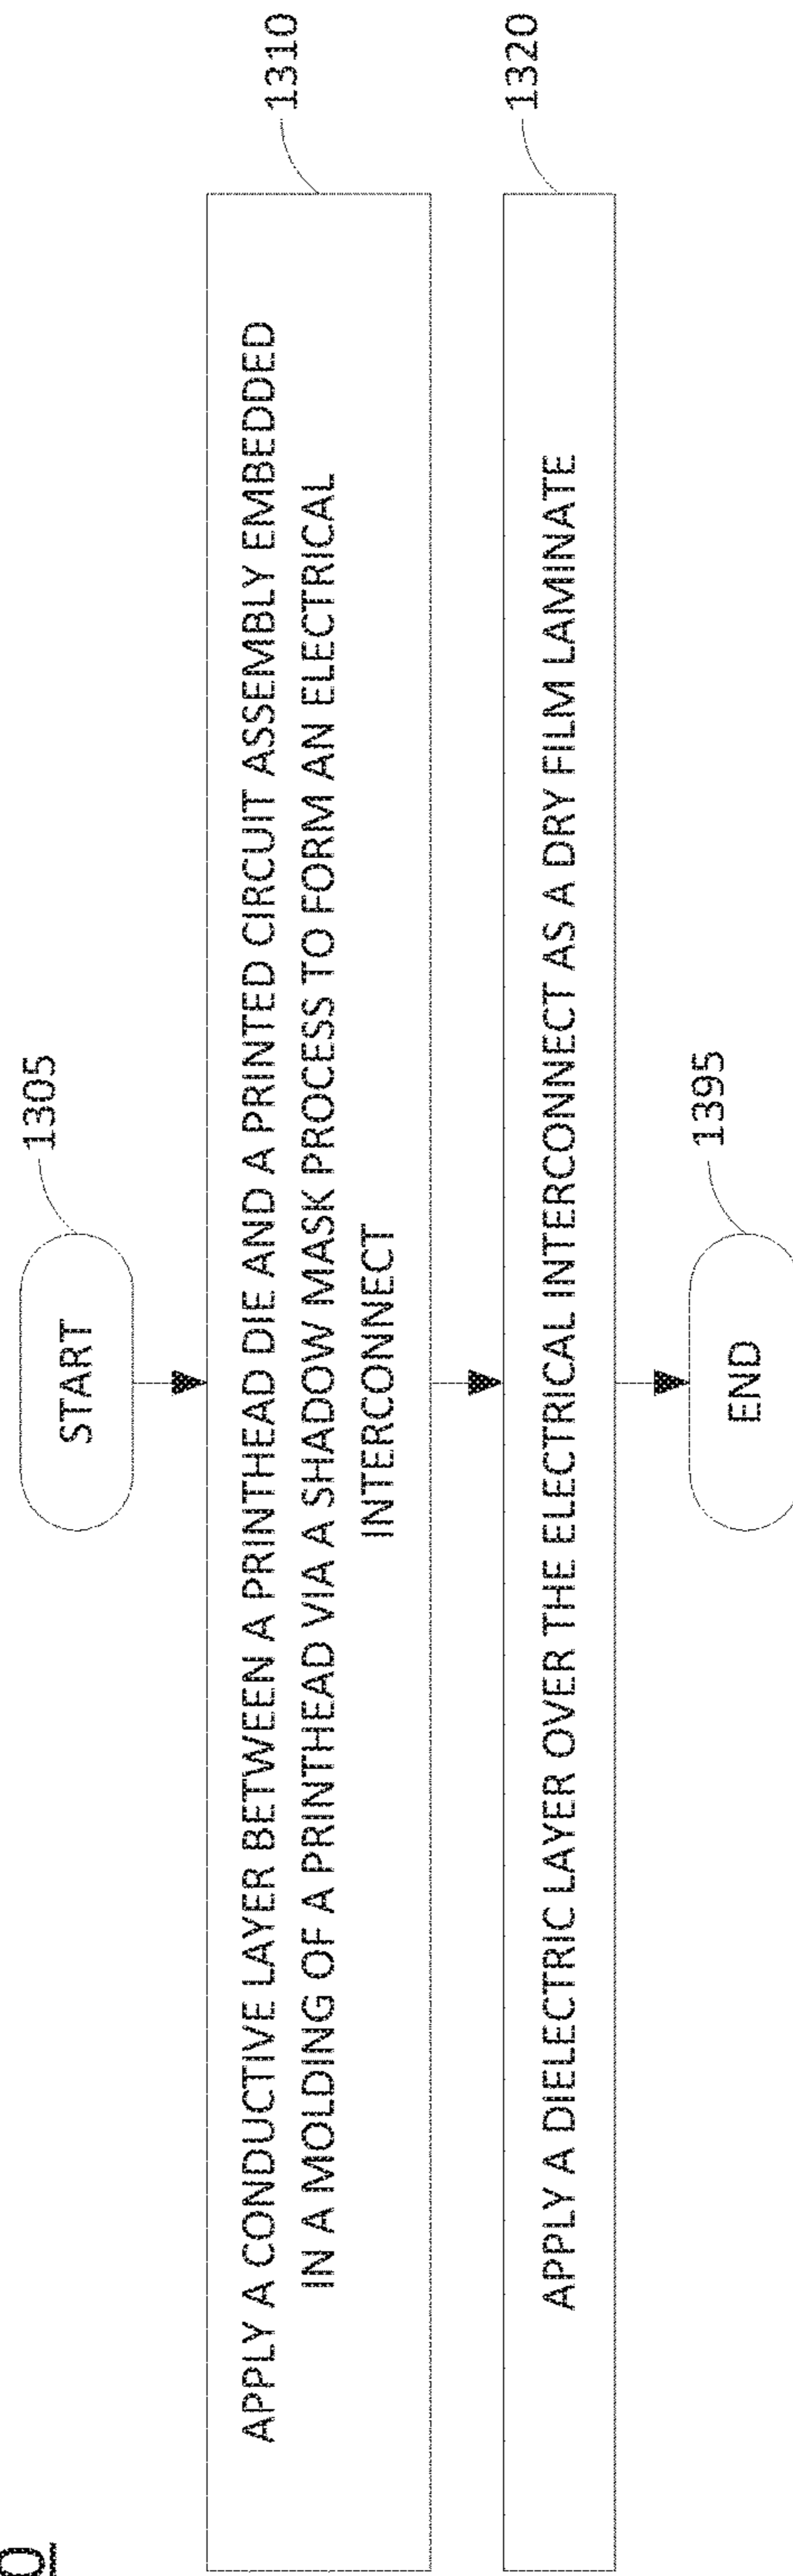 1305
START
1310
APPLY A CONDUCTIVE LAYER BETWEEN A PRINTHEAD DIE AND A PRINTED CIRCUIT ASSEMBLY EMBEDDED
IN A MOLDING OF A PRINTHEAD VIA A SHADOW MASK PROCESS TO FORM AN ELECTRICAL
INTERCONNECT
1320
APPLY A DIELECTRIC LAYER OVER THE ELECTRICAL INTERCONNECT AS A DRY FILM LAMINATE
1395
END